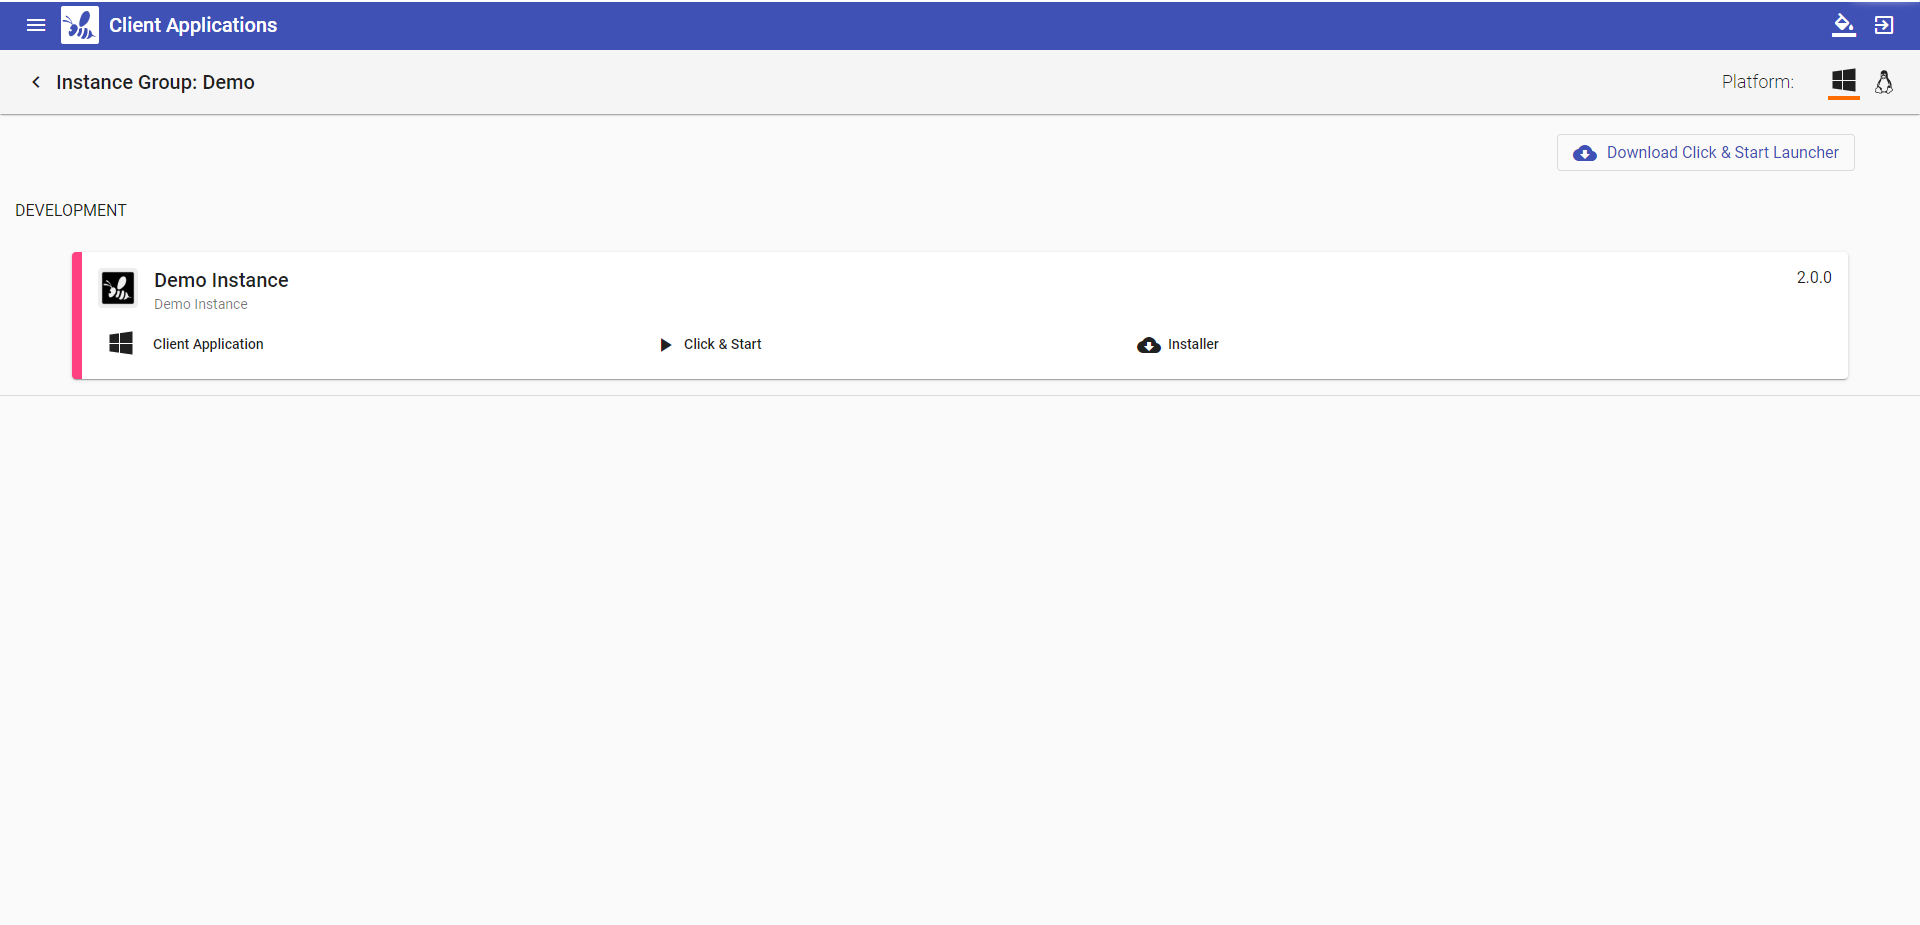 Client Applications
Instance Group: Demo
Platform:
Download Click & Start Launcher
DEVELOPMENT
Demo Instance
2.0.0
Demo Instance
Client Application
Click & Start
Installer